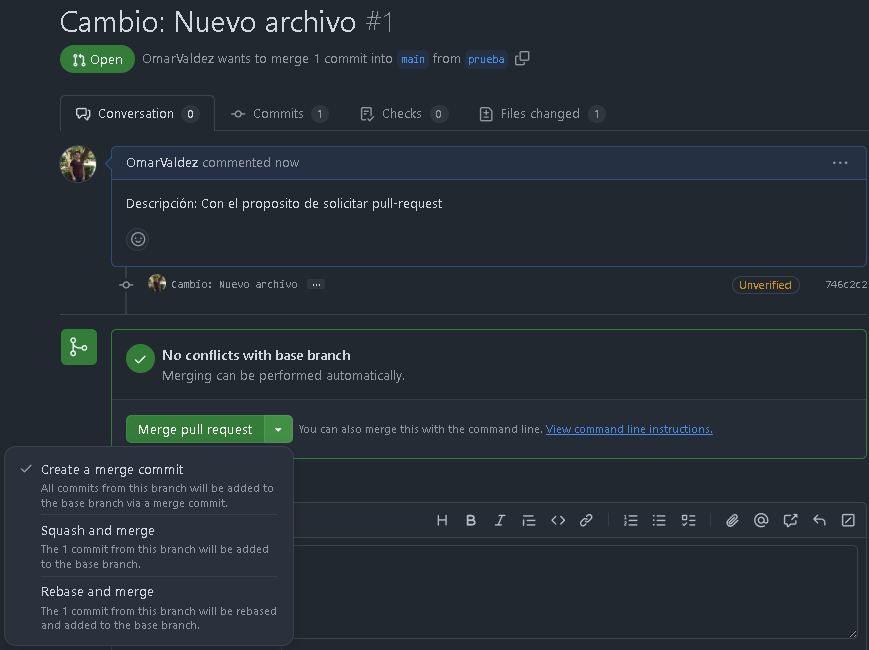 Cambio: Nuevo archivo #1
Open OmarValdez wants to merge 1 commit into main from prueba
Conversation 0 Commits 1 Checks 0 Files changed 1
OmarValdez commented now
Descripción: Con el proposito de solicitar pull-request
Cambio: Nuevo archivo ... Unverified 746c2c2
No conflicts with base branch
Merging can be performed automatically.
Merge pull request You can also merge this with the command line. View command line instructions.
Create a merge commit
All commits from this branch will be added to
the base branch via a merge commit.
Squash and merge
The 1 commit from this branch will be added
to the base branch.
Rebase and merge
The 1 commit from this branch will be rebased
and added to the base branch.